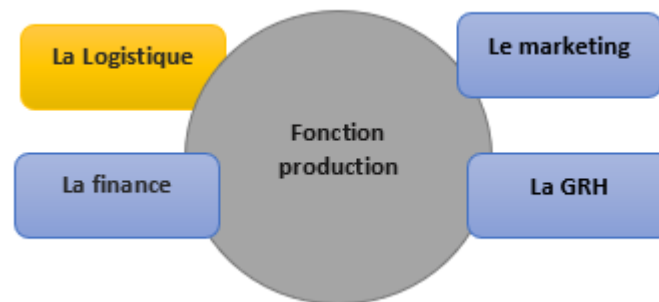 La Logistique
Le marketing
Fonction
production
La finance
La GRH